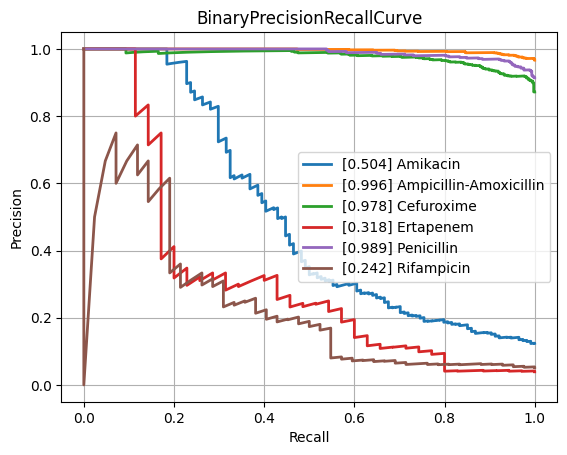 BinaryPrecisionRecallCurve
Precision
1.0
0.8
0.6
0.4
0.2
0.0
[0.504] Amikacin
[0.996] Ampicillin-Amoxicillin
[0.978] Cefuroxime
[0.318] Ertapenem
[0.989] Penicillin
[0.242] Rifampicin
0.0 0.2 0.4 0.6 0.8 1.0
Recall